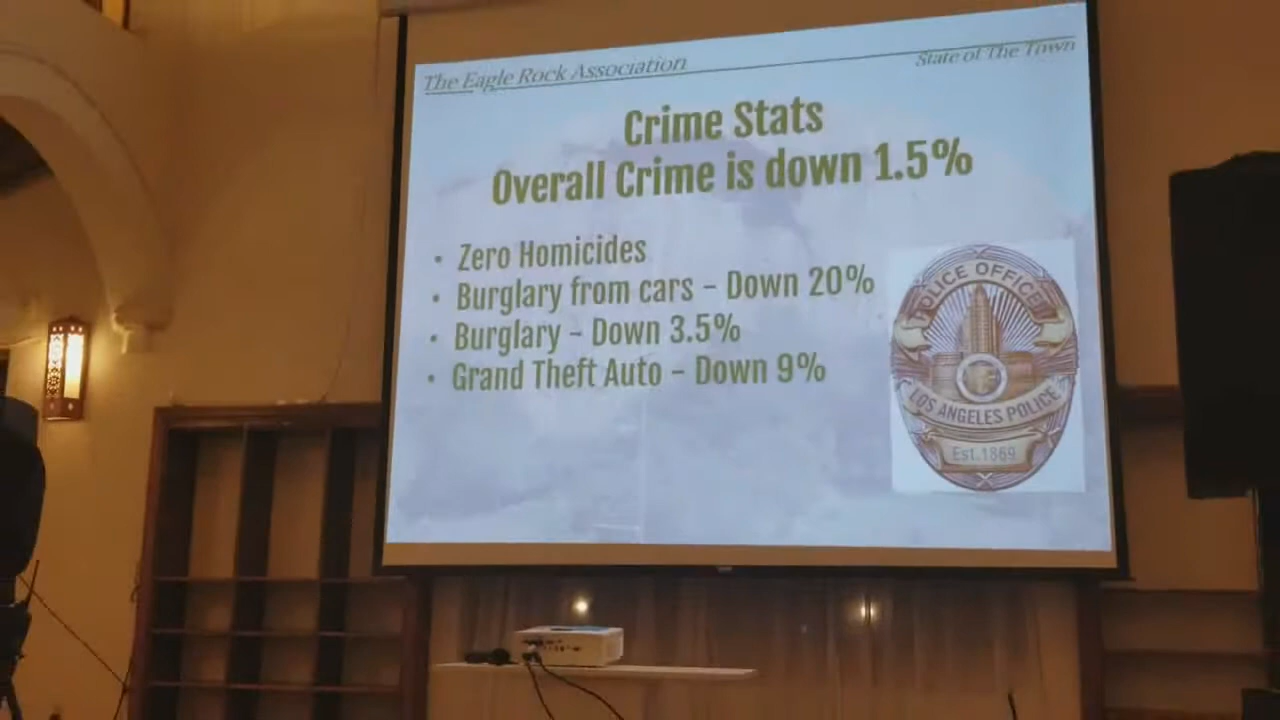 The Eagle Rock Association
State of The Town
Crime Stats
Overall Crime is down 1.5%
• Zero Homicides
• Burglary from cars – Down 20%
• Burglary – Down 3.5%
• Grand Theft Auto – Down 9%
POLICE OFFICER
LOS ANGELES POLICE
Est.1869